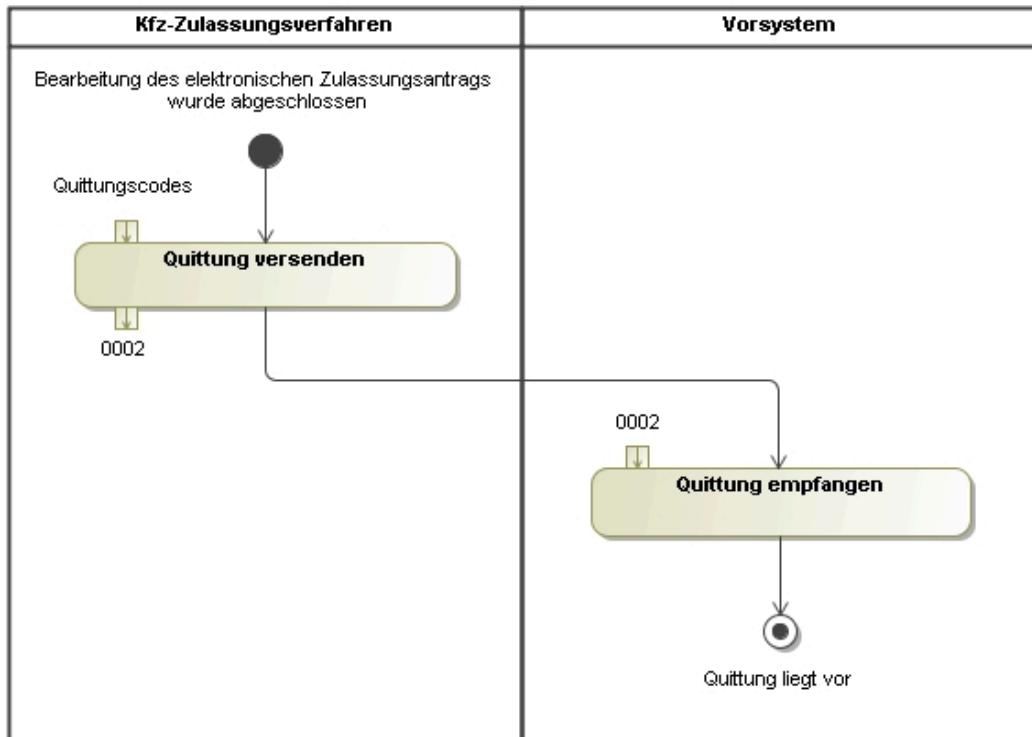 Kfz-Zulassungsverfahren
Vorsystem
Bearbeitung des elektronischen Zulassungsantrags
wurde abgeschlossen
Quittungscodes
Quittung versenden
0002
0002
Quittung empfangen
Quittung liegt vor